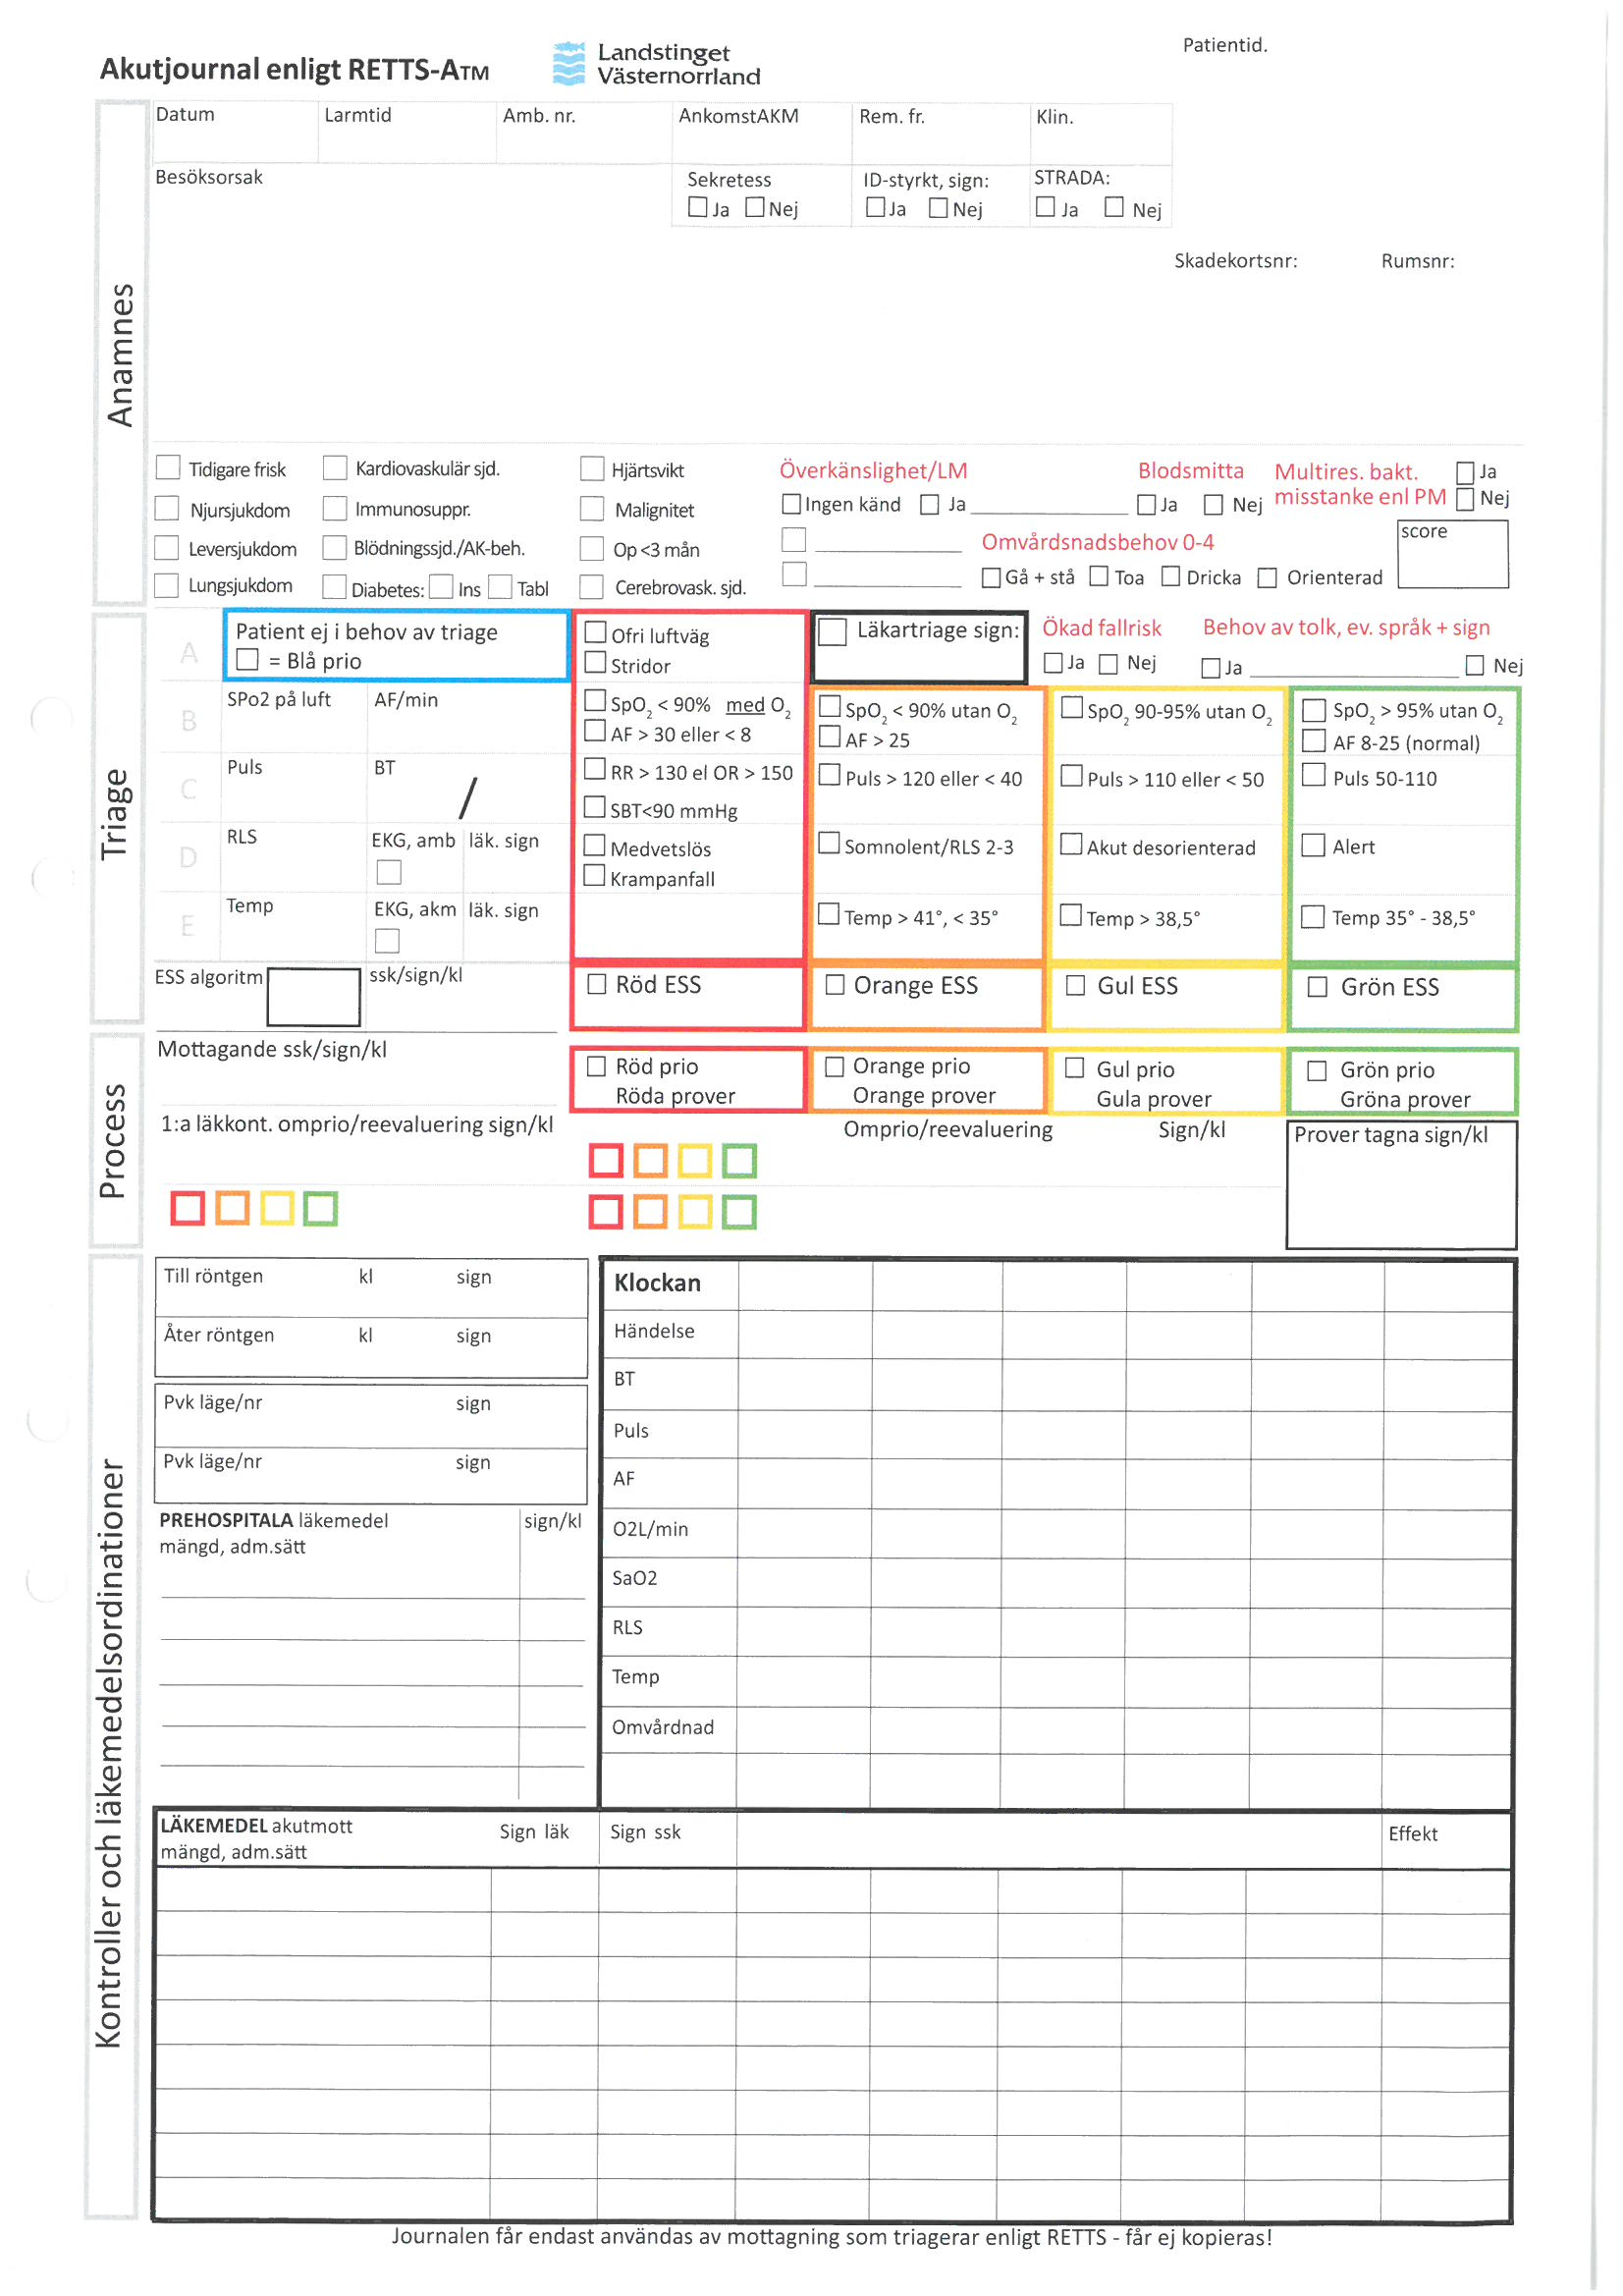 Akutjournal enligt RETTS-ATM
Landstinget
Västernorrland
Patientid.
Datum Larmtid Amb. nr. AnkomstAKM Rem. fr. Klin.
Besöksorsak Sekretess ID-styrkt, sign: STRADA:
Ja Nej Ja Nej Ja Nej
Skadekortsnr: Rumsnr:
Anamnes
Tidigare frisk Kardiovaskulär sjd. Hjärtsvikt Överkänslighet/LM Blodsmitta Multires. bakt. Ja
Njursjukdom Immunosuppr. Malignitet Ingen känd Ja Ja Nej misstanke enl PM Nej
Leversjukdom Blödningssjd./AK-beh. Op <3 mån Omvårdsnadsbehov 0-4 score
Lungsjukdom Diabetes: Ins Tabl Cerebrovask. sjd. Gå + stå Toa Dricka Orienterad
Triage
A Patient ej i behov av triage Ofri luftväg Läkartriage sign: Ökad fallrisk Behov av tolk, ev. språk + sign
= Blå prio Stridor Ja Nej Ja Nej
B SPo2 på luft AF/min SpO2 < 90% med O2 SpO2 < 90% utan O2 SpO2 90-95% utan O2 SpO2 > 95% utan O2
AF > 30 eller < 8 AF > 25 AF 8-25 (normal)
C Puls BT / RR > 130 el OR > 150 Puls > 120 eller < 40 Puls > 110 eller < 50 Puls 50-110
SBT<90 mmHg
D RLS EKG, amb läk. sign Medvetslös Somnolent/RLS 2-3 Akut desorienterad Alert
Krampanfall
E Temp EKG, akm läk. sign Temp > 41°, < 35° Temp > 38,5° Temp 35° - 38,5°
ESS algoritm ssk/sign/kl Röd ESS Orange ESS Gul ESS Grön ESS
Process
Mottagande ssk/sign/kl Röd prio Orange prio Gul prio Grön prio
Röda prover Orange prover Gula prover Gröna prover
1:a läkkont. omprio/reevaluering sign/kl Omprio/reevaluering Sign/kl Prover tagna sign/kl
Kontroller och läkemedelsordinationer
Till röntgen kl sign
Åter röntgen kl sign
Pvk läge/nr sign
Pvk läge/nr sign
PREHOSPITALA läkemedel sign/kl
mängd, adm.sätt
Klockan
Händelse
BT
Puls
AF
O2L/min
SaO2
RLS
Temp
Omvårdnad
LÄKEMEDEL akutmott Sign läk Sign ssk Effekt
mängd, adm.sätt
Journalen får endast användas av mottagning som triagerar enligt RETTS - får ej kopieras!